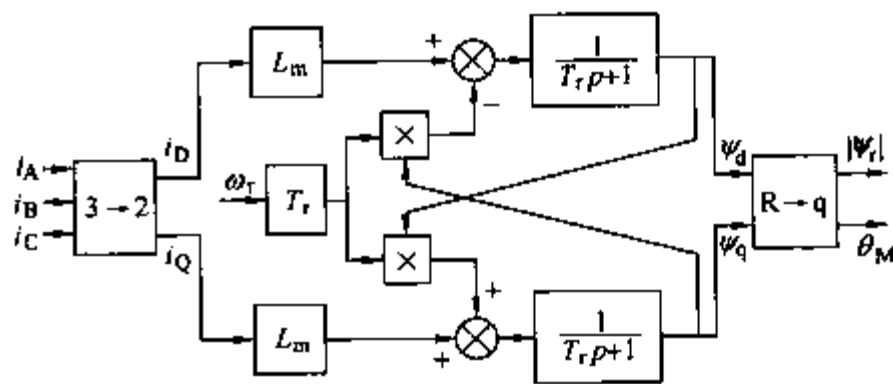 L_m
+
−
1
T_r p+1
i_D
×
ψ_d
|Ψ_r|
i_A
i_B
i_C
3→2
ω_r
T_r
R→q
i_Q
×
ψ_q
θ_M
+
L_m
+
1
T_r p+1